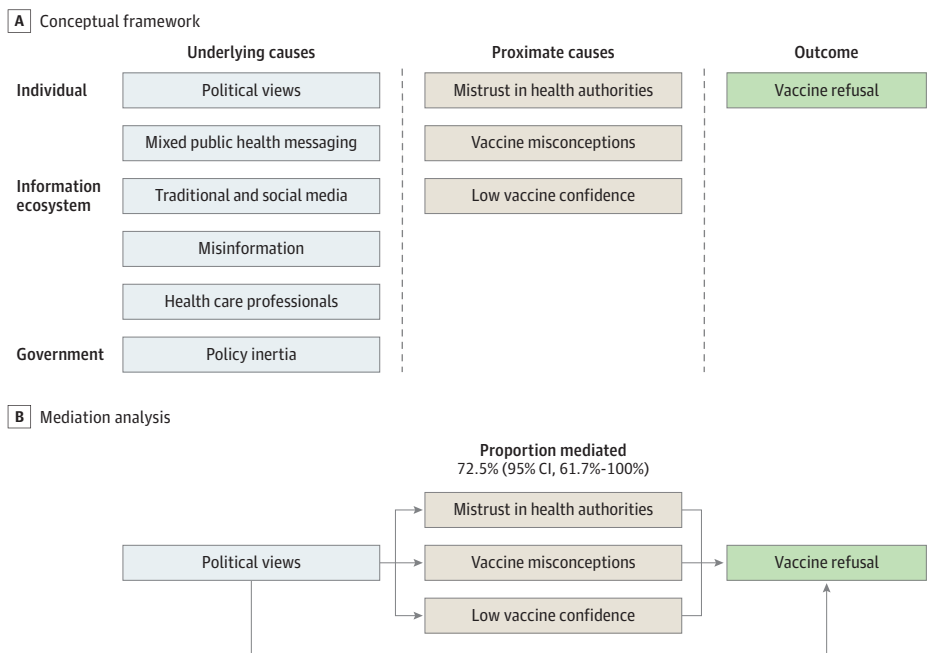 A Conceptual framework
Underlying causes
Proximate causes
Outcome
Individual
Political views
Mistrust in health authorities
Vaccine refusal
Mixed public health messaging
Vaccine misconceptions
Information
ecosystem
Traditional and social media
Low vaccine confidence
Misinformation
Health care professionals
Government
Policy inertia
B Mediation analysis
Proportion mediated
72.5% (95% CI, 61.7%-100%)
Mistrust in health authorities
Political views
Vaccine misconceptions
Vaccine refusal
Low vaccine confidence